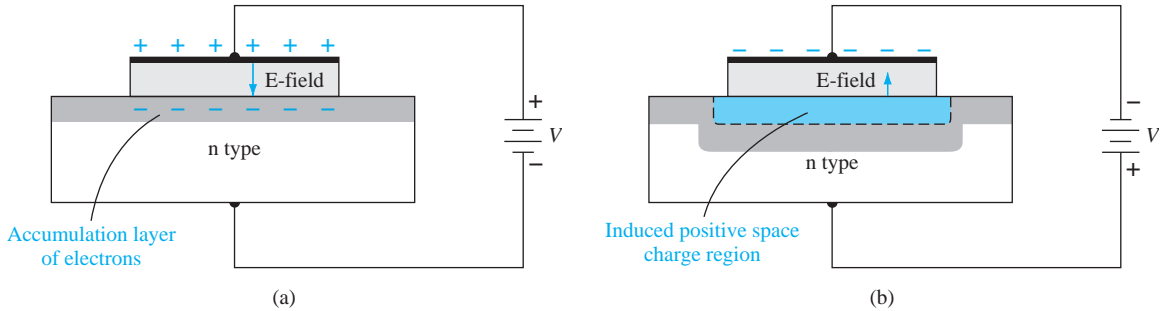 + + + + + +
E-field
− − − − − −
n type
+
V
−
Accumulation layer
of electrons
(a)
− − − − − −
E-field
n type
−
V
+
Induced positive space
charge region
(b)